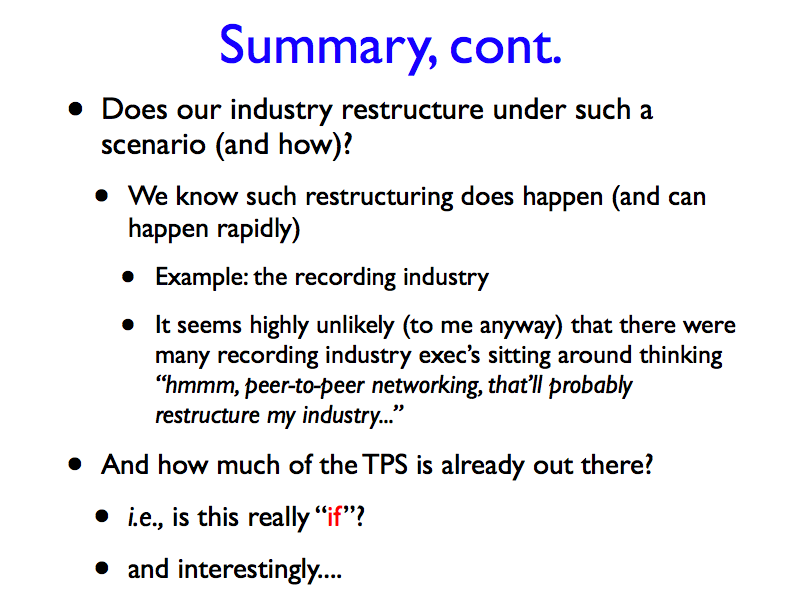 Summary, cont.
• Does our industry restructure under such a
scenario (and how)?
• We know such restructuring does happen (and can
happen rapidly)
• Example: the recording industry
• It seems highly unlikely (to me anyway) that there were
many recording industry exec’s sitting around thinking
“hmmm, peer-to-peer networking, that’ll probably
restructure my industry...”
• And how much of the TPS is already out there?
• i.e., is this really “if”?
• and interestingly....